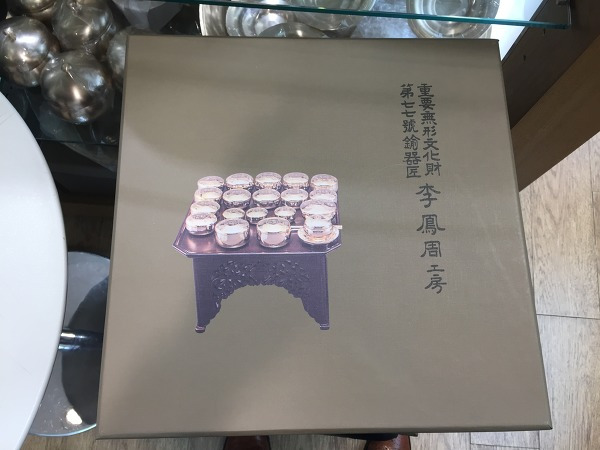 重要無形文化財 李鳳周工房
第七七號鍮器匠